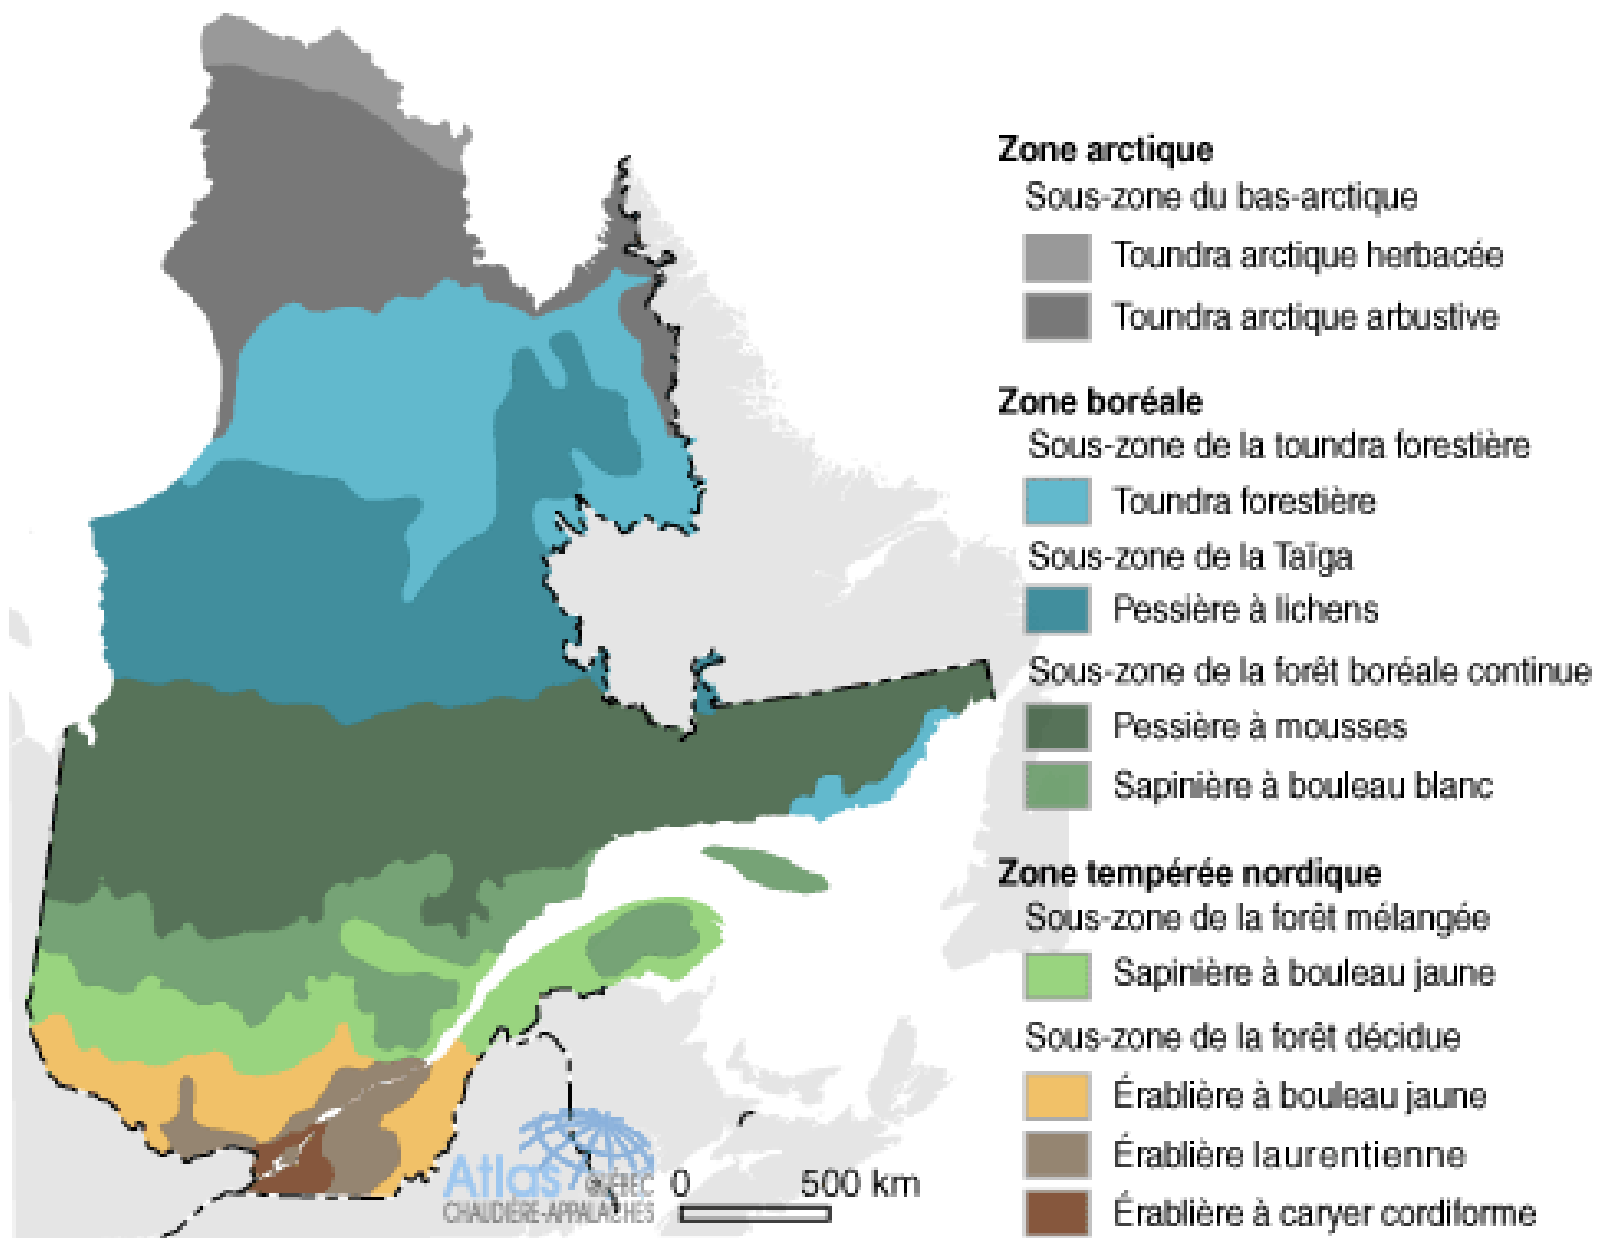 Zone arctique
Sous-zone du bas-arctique
Toundra arctique herbacée
Toundra arctique arbustive
Zone boréale
Sous-zone de la toundra forestière
Toundra forestière
Sous-zone de la Taïga
Pessière à lichens
Sous-zone de la forêt boréale continue
Pessière à mousses
Sapinière à bouleau blanc
Zone tempérée nordique
Sous-zone de la forêt mélangée
Sapinière à bouleau jaune
Sous-zone de la forêt décidue
Érablière à bouleau jaune
Érablière laurentienne
Érablière à caryer cordiforme
Atlas QUÉBEC
CHAUDIÈRE-APPALACHES
0 500 km